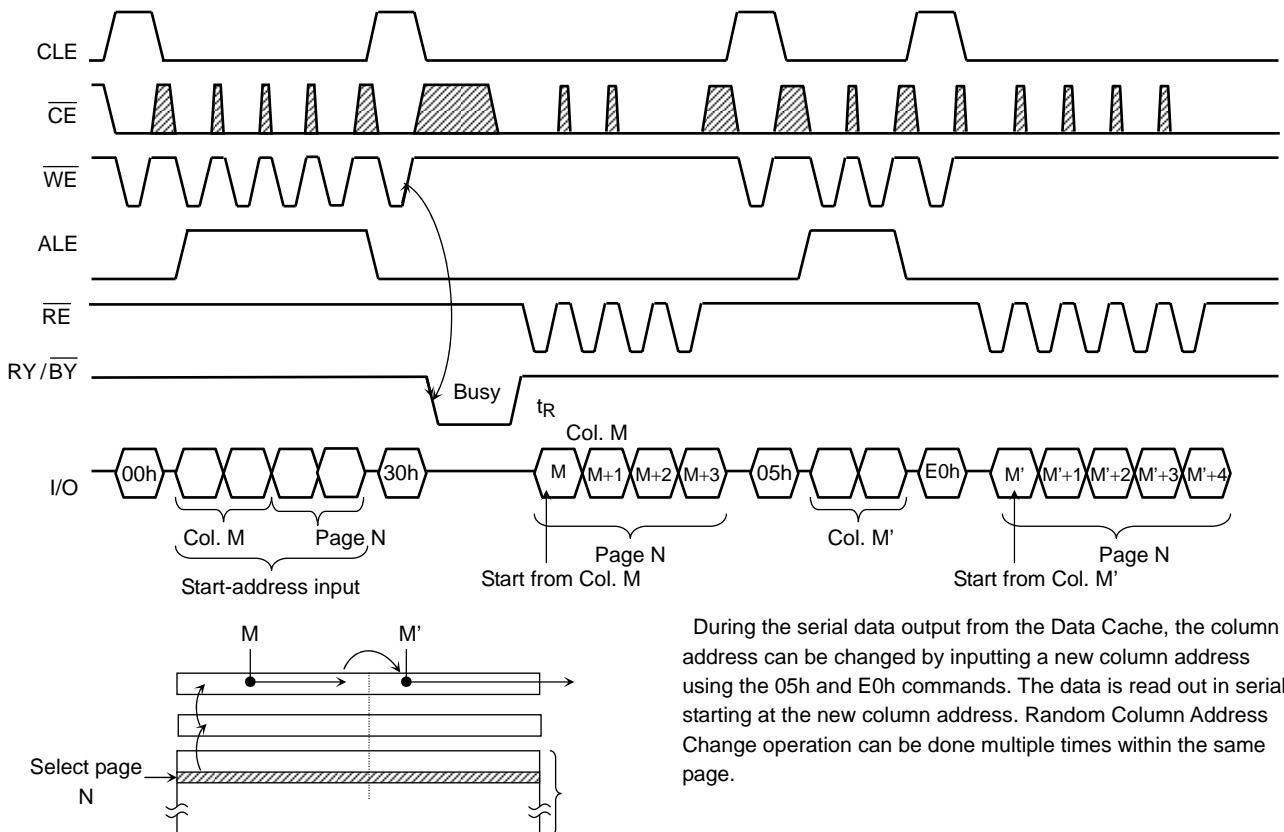 CLE
CE
WE
ALE
RE
RY/BY
Busy
tR
Col. M
I/O
00h
30h
M
M+1
M+2
M+3
05h
E0h
M'
M'+1
M'+2
M'+3
M'+4
Col. M
Page N
Page N
Col. M'
Page N
Start-address input
Start from Col. M
Start from Col. M'
M
M'
Select page
N
During the serial data output from the Data Cache, the column
address can be changed by inputting a new column address
using the 05h and E0h commands. The data is read out in serial
starting at the new column address. Random Column Address
Change operation can be done multiple times within the same
page.